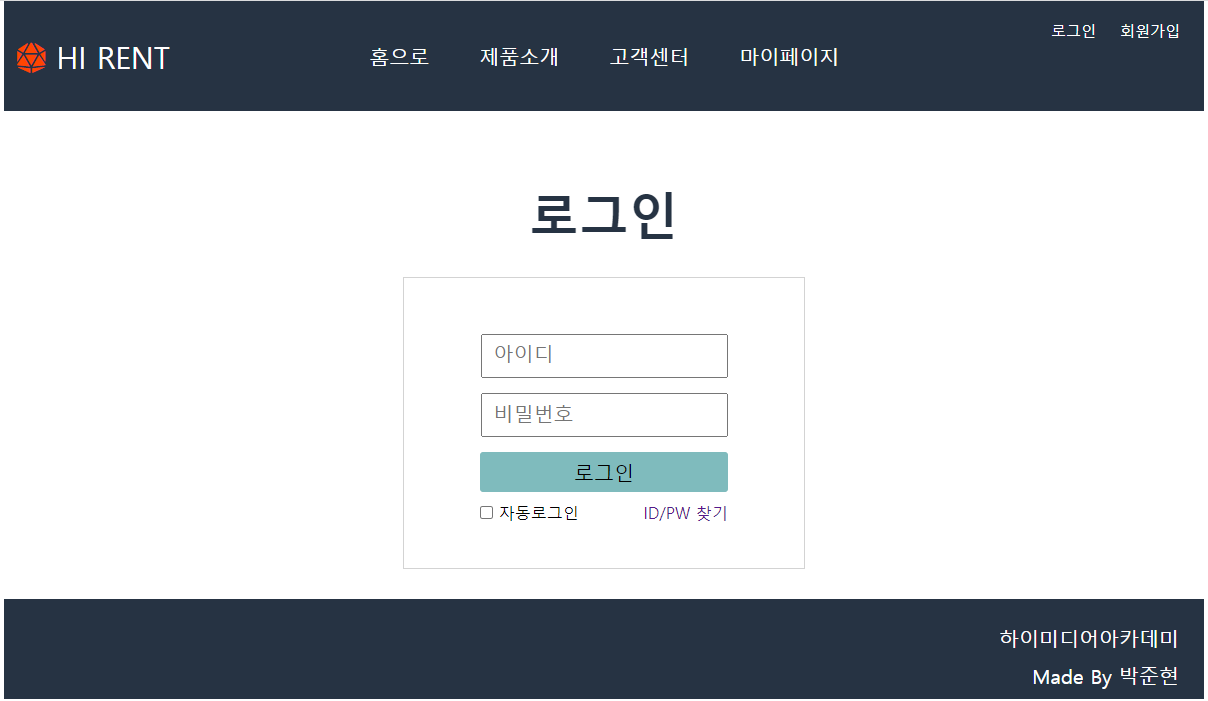 로그인 회원가입
HI RENT 홈으로 제품소개 고객센터 마이페이지
로그인
아이디
비밀번호
로그인
자동로그인 ID/PW 찾기
하이미디어아카데미
Made By 박준현